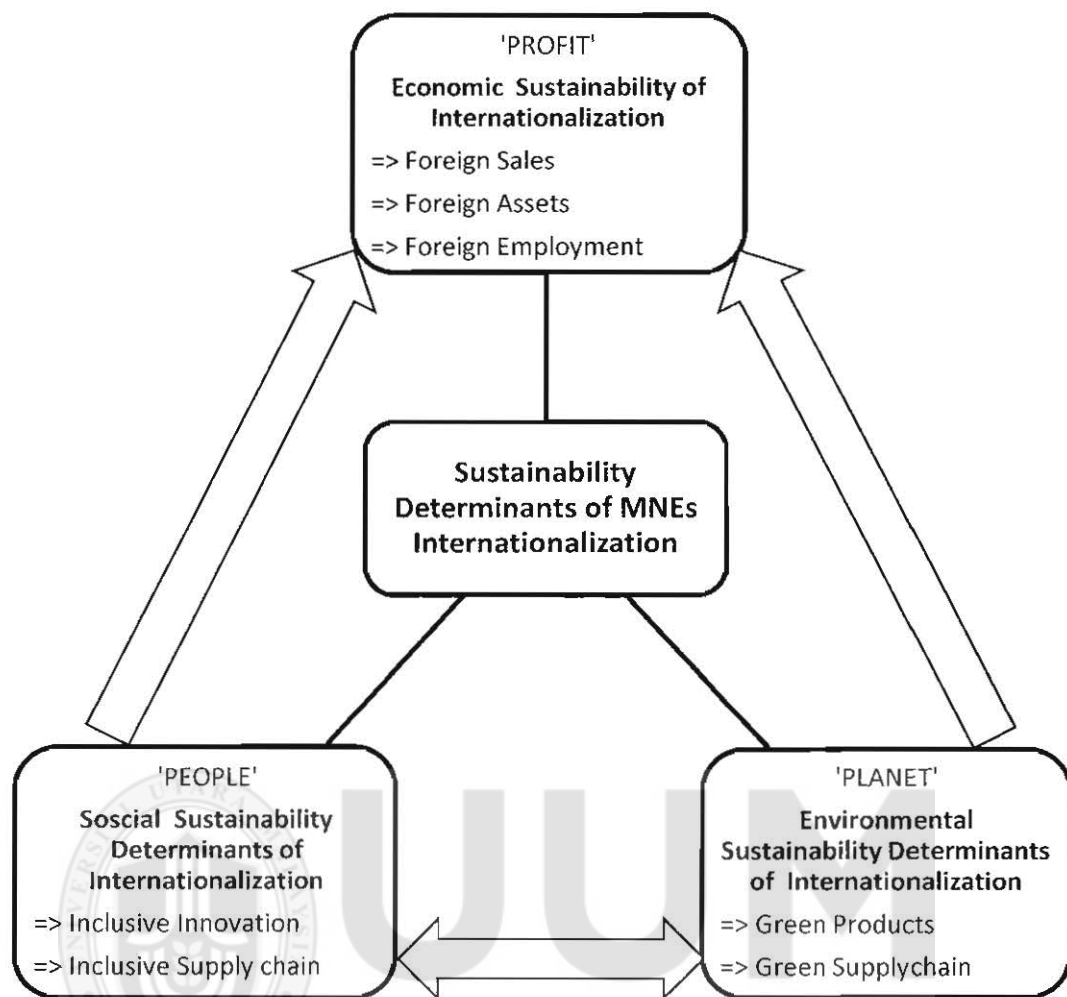 'PROFIT'
Economic Sustainability of
Internationalization
=> Foreign Sales
=> Foreign Assets
=> Foreign Employment
Sustainability
Determinants of MNEs
Internationalization
'PEOPLE'
Soscial Sustainability
Determinants of
Internationalization
=> Inclusive Innovation
=> Inclusive Supply chain
'PLANET'
Environmental
Sustainability Determinants
of Internationalization
=> Green Products
=> Green Supplychain
UUM